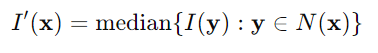 I′(x) = median{I(y) : y ∈ N(x)}